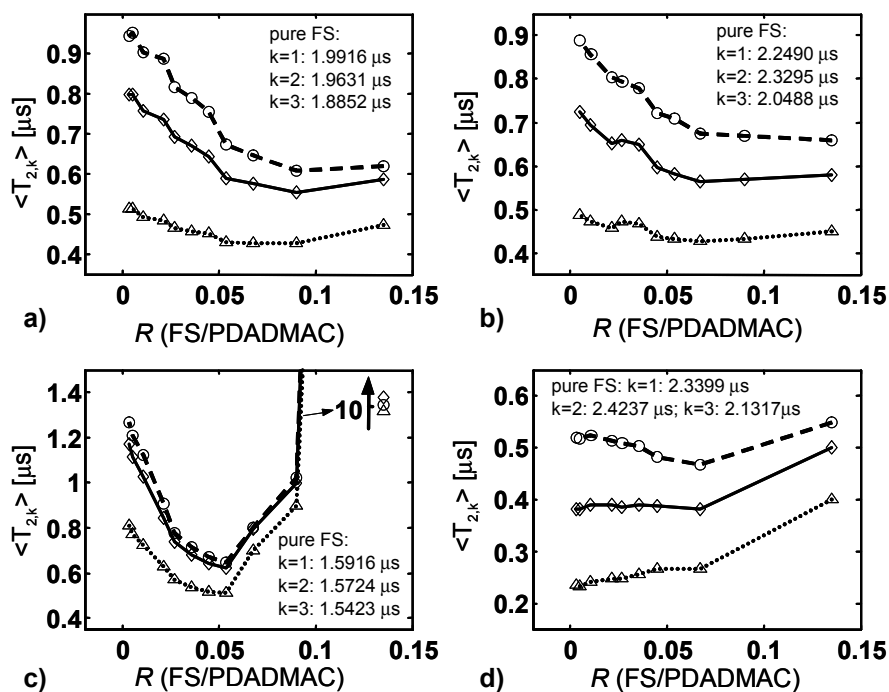 pure FS:
k=1: 1.9916 μs
k=2: 1.9631 μs
k=3: 1.8852 μs
<T2,k> [μs]
0.9
0.8
0.7
0.6
0.5
0.4
0 0.05 0.1 0.15
a) R (FS/PDADMAC)
pure FS:
k=1: 2.2490 μs
k=2: 2.3295 μs
k=3: 2.0488 μs
<T2,k> [μs]
0.9
0.8
0.7
0.6
0.5
0.4
0 0.05 0.1 0.15
b) R (FS/PDADMAC)
10
pure FS:
k=1: 1.5916 μs
k=2: 1.5724 μs
k=3: 1.5423 μs
<T2,k> [μs]
1.4
1.2
1
0.8
0.6
0.4
0 0.05 0.1 0.15
c) R (FS/PDADMAC)
pure FS: k=1: 2.3399 μs
k=2: 2.4237 μs; k=3: 2.1317μs
<T2,k> [μs]
0.6
0.5
0.4
0.3
0.2
0 0.05 0.1 0.15
d) R (FS/PDADMAC)